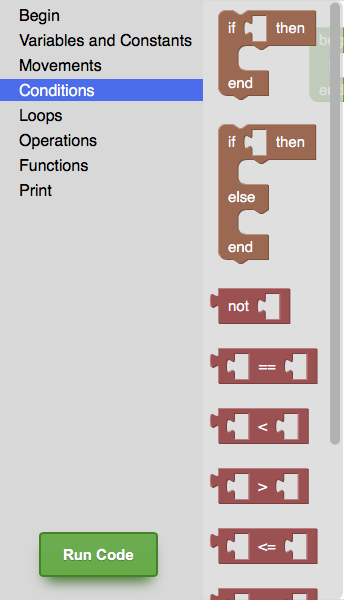 Begin
Variables and Constants
Movements
Conditions
Loops
Operations
Functions
Print
Run Code
if then
end
if then
else
end
not
==
<
>
<=